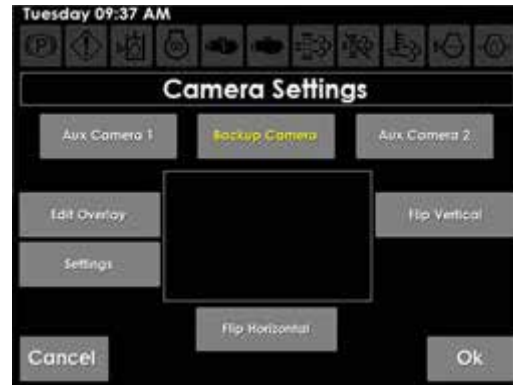 Tuesday 09:37 AM
Camera Settings
Aux Camera 1
Backup Camera
Aux Camera 2
Edit Overlay
Flip Vertical
Settings
Flip Horizontal
Cancel
Ok